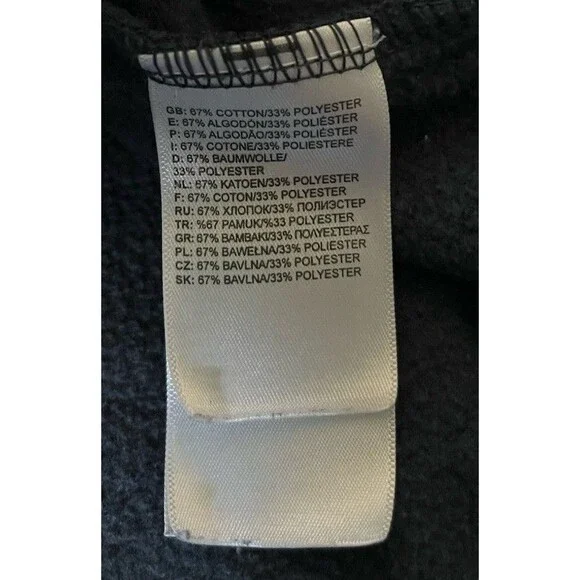 GB: 67% COTTON/33% POLYESTER
E: 67% ALGODÓN/33% POLIÉSTER
P: 67% ALGODÃO/33% POLIÉSTER
I: 67% COTONE/33% POLIESTERE
D: 67% BAUMWOLLE/
33% POLYESTER
NL: 67% KATOEN/33% POLYESTER
F: 67% COTON/33% POLYESTER
RU: 67% ХЛОПОК/33% ПОЛИЭСТЕР
TR: %67 PAMUK/%33 POLYESTER
GR: 67% ΒΑΜΒΑΚΙ/33% ΠΟΛΥΕΣΤΕΡΑΣ
PL: 67% BAWEŁNA/33% POLIESTER
CZ: 67% BAVLNA/33% POLYESTER
SK: 67% BAVLNA/33% POLYESTER